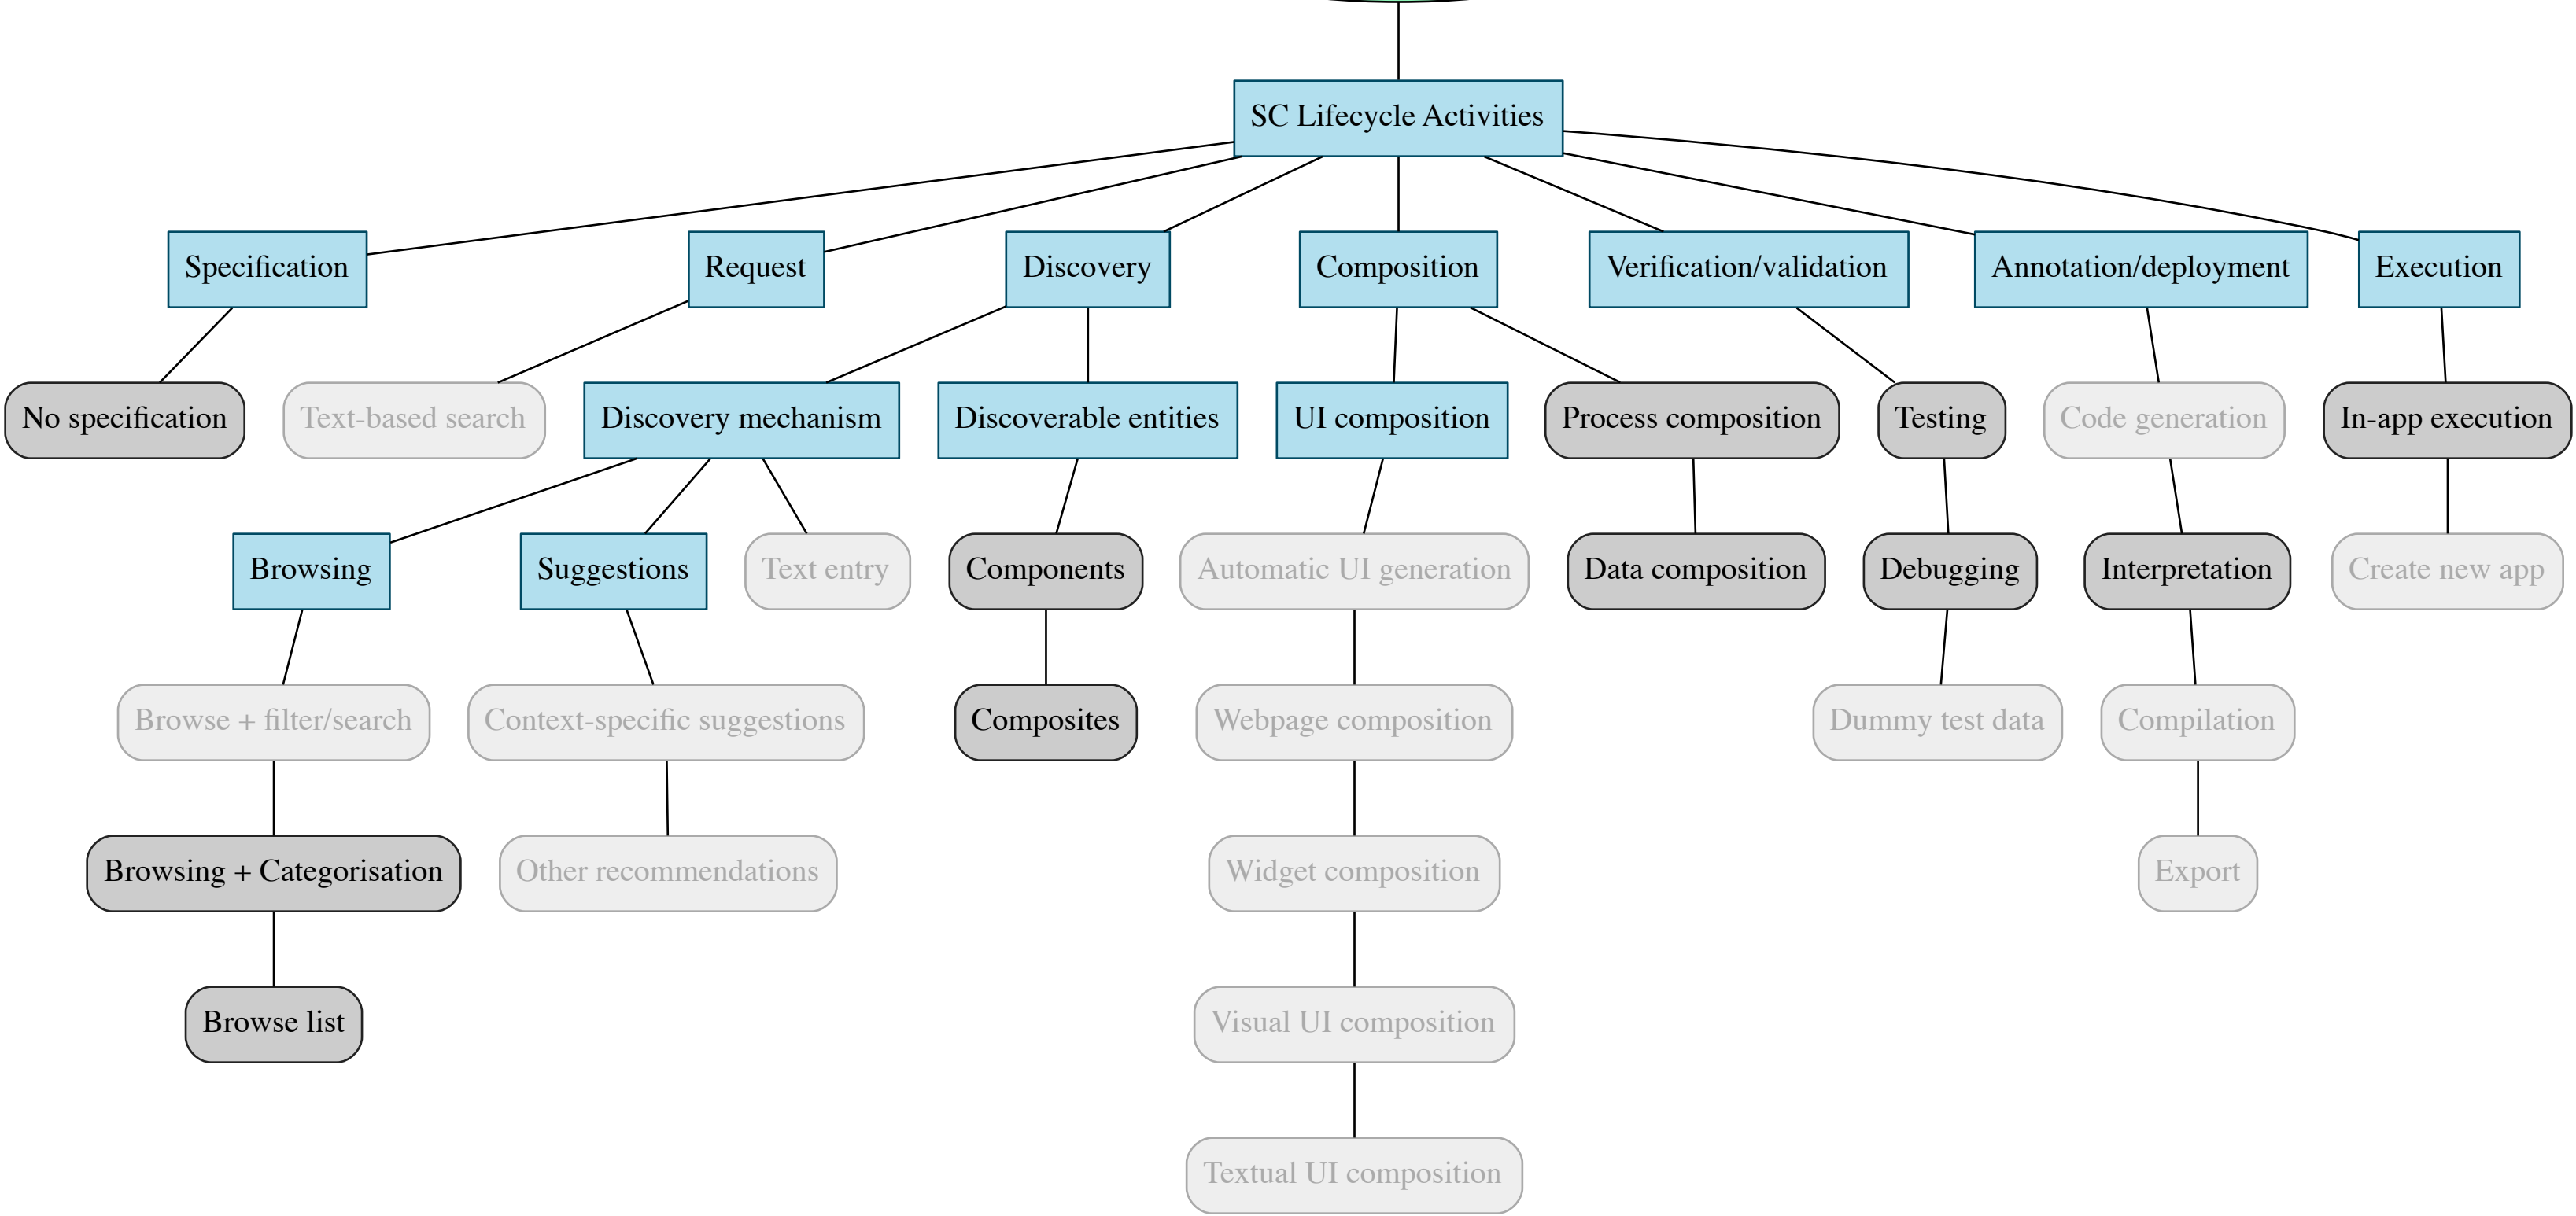 SC Lifecycle Activities
Specification
Request
Discovery
Composition
Verification/validation
Annotation/deployment
Execution
No specification
Text-based search
Discovery mechanism
Discoverable entities
UI composition
Process composition
Testing
Code generation
In-app execution
Browsing
Suggestions
Text entry
Components
Automatic UI generation
Data composition
Debugging
Interpretation
Create new app
Browse + filter/search
Context-specific suggestions
Composites
Webpage composition
Dummy test data
Compilation
Browsing + Categorisation
Other recommendations
Widget composition
Export
Browse list
Visual UI composition
Textual UI composition